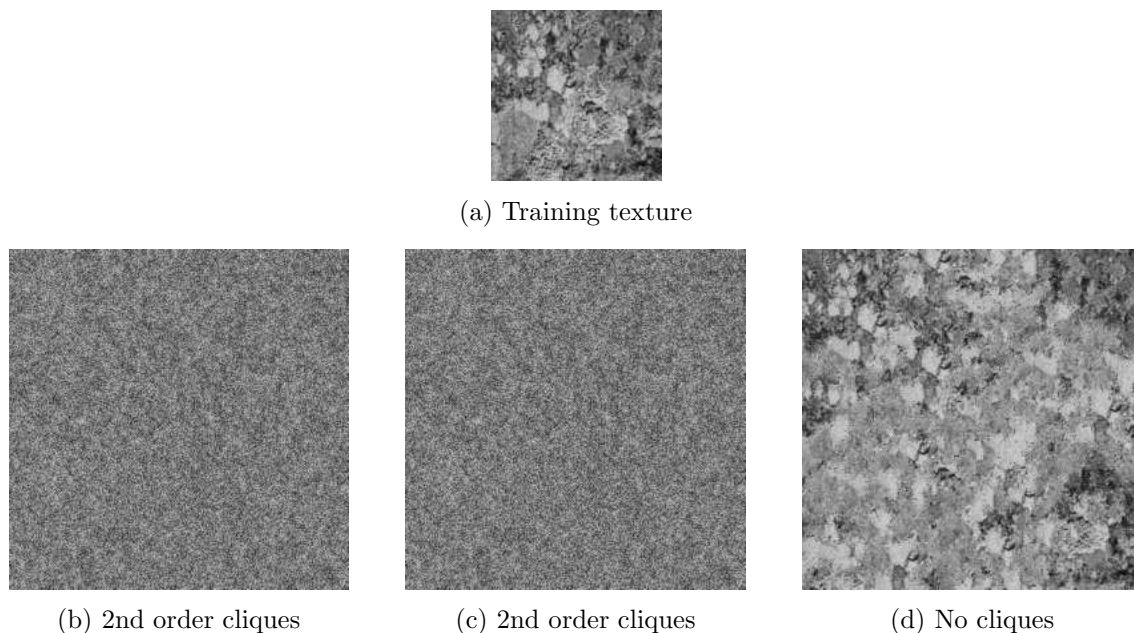 (a) Training texture
(b) 2nd order cliques
(c) 2nd order cliques
(d) No cliques